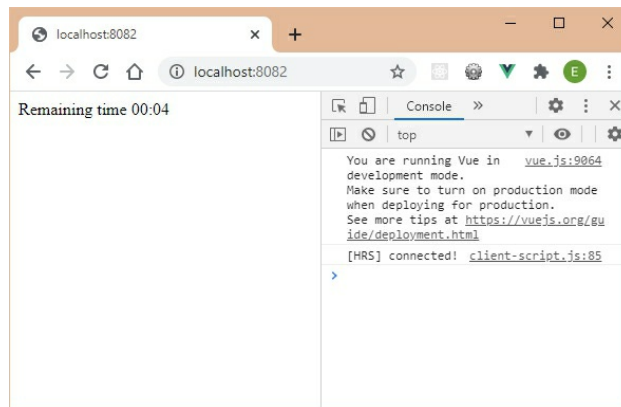 localhost:8082
localhost:8082
E
Remaining time 00:04
Console
top
You are running Vue in vue.js:9064
development mode.
Make sure to turn on production mode
when deploying for production.
See more tips at https://vuejs.org/gu
ide/deployment.html
[HRS] connected! client-script.js:85